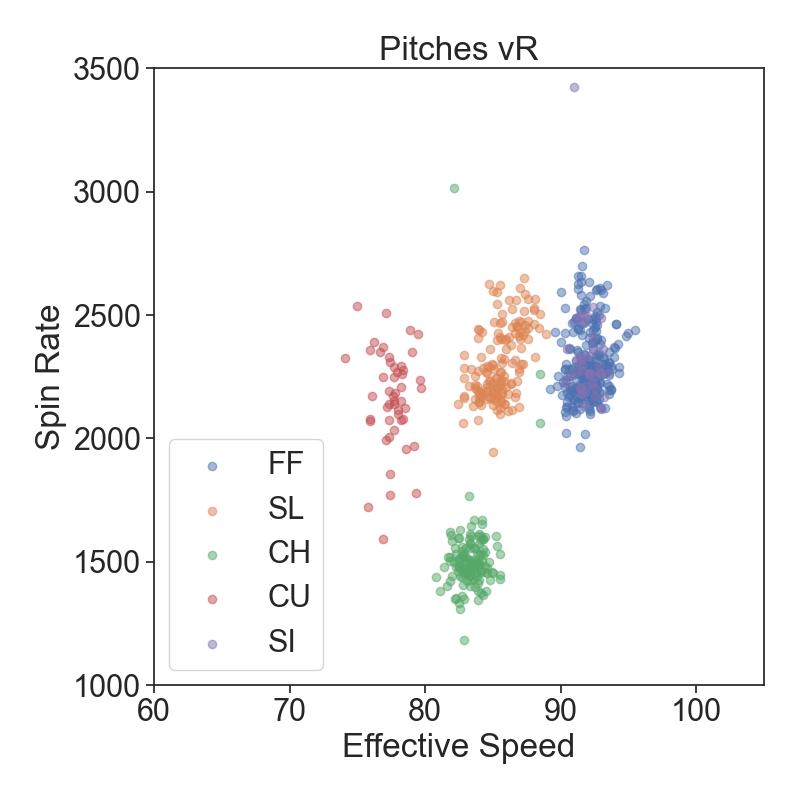 Pitches vR
3500
3000
2500
2000
1500
1000
Spin Rate
FF
SL
CH
CU
SI
60 70 80 90 100
Effective Speed